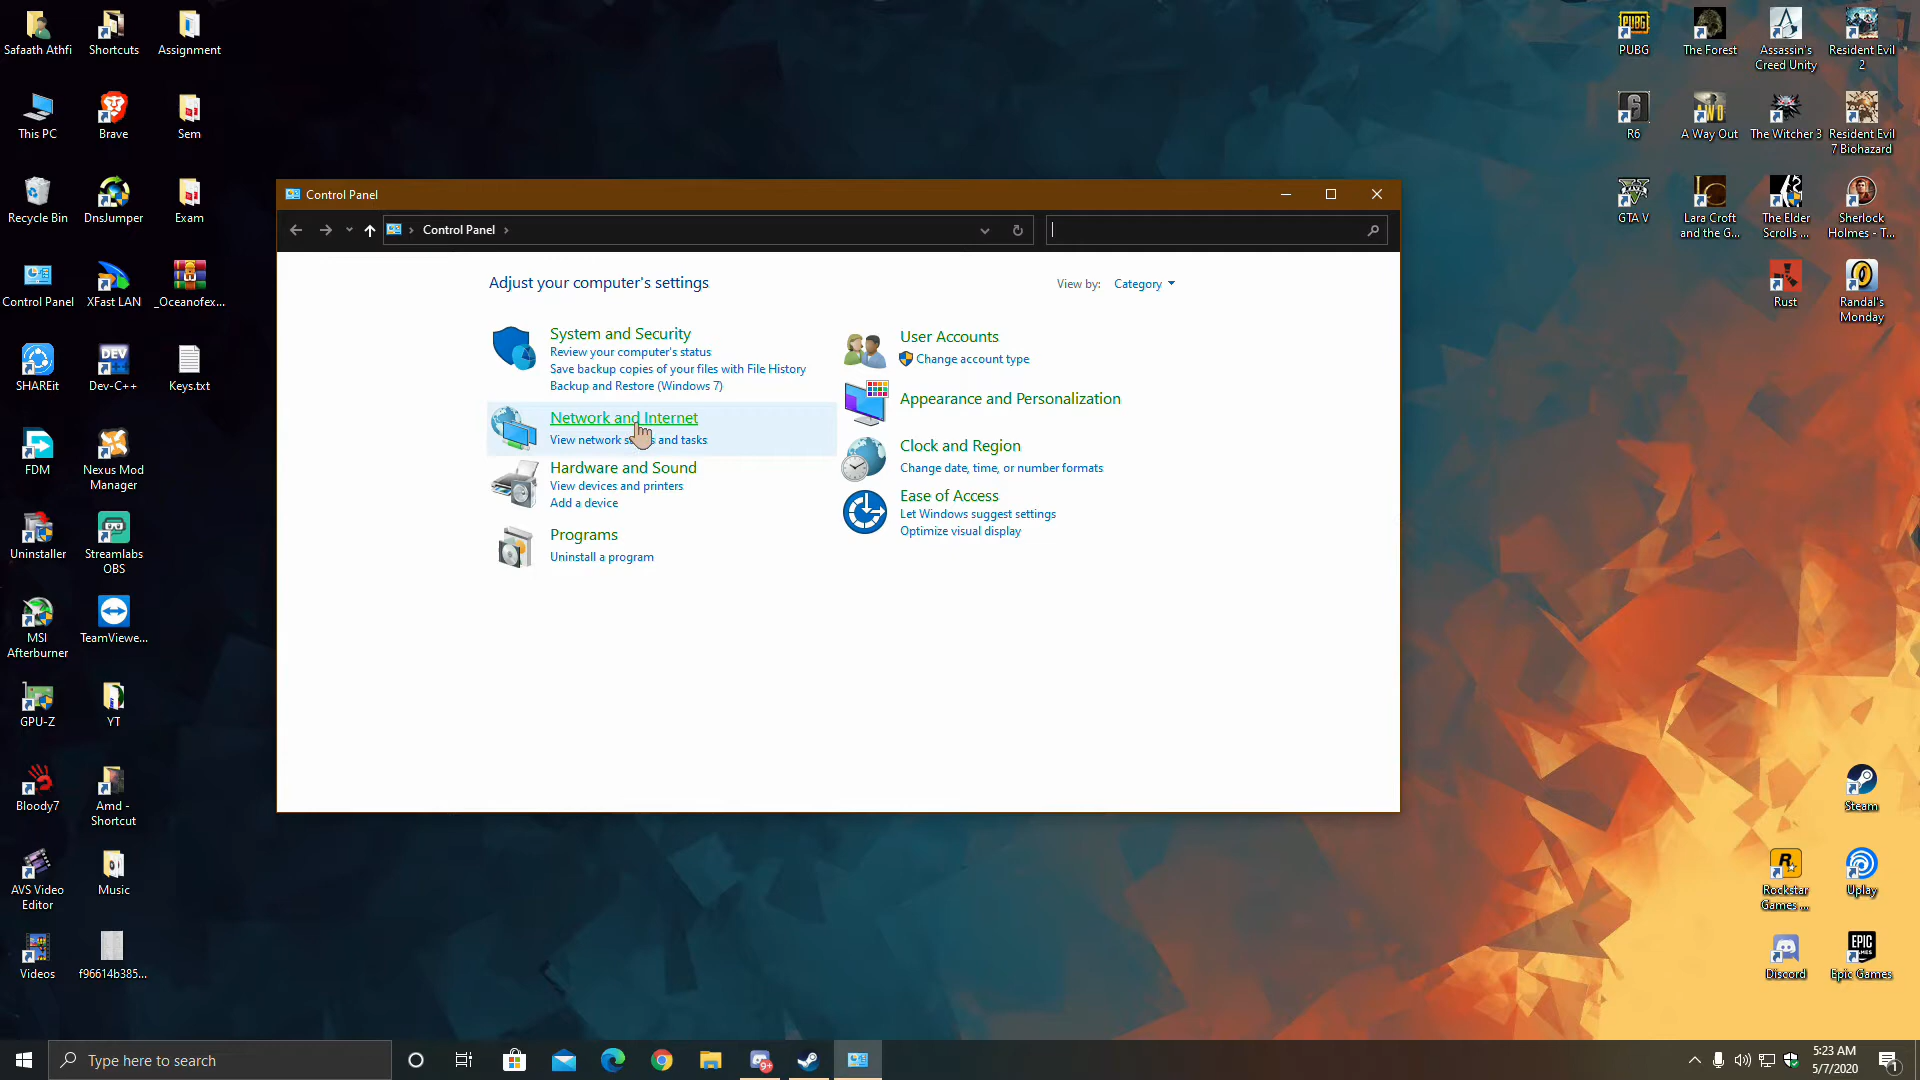 Safaath Athfi
Shortcuts
Assignment
This PC
Brave
Sem
Recycle Bin
DnsJumper
Exam
Control Panel
XFast LAN
_Oceanofex...
SHAREit
Dev-C++
Keys.txt
FDM
Nexus Mod
Manager
Uninstaller
Streamlabs
OBS
MSI
Afterburner
TeamViewe...
GPU-Z
YT
Bloody7
Amd -
Shortcut
AVS Video
Editor
Music
Videos
f96614b385...
Control Panel
Control Panel
Adjust your computer's settings
View by:
Category
System and Security
Review your computer's status
Save backup copies of your files with File History
Backup and Restore (Windows 7)
Network and Internet
View network status and tasks
Hardware and Sound
View devices and printers
Add a device
Programs
Uninstall a program
User Accounts
Change account type
Appearance and Personalization
Clock and Region
Change date, time, or number formats
Ease of Access
Let Windows suggest settings
Optimize visual display
PUBG
The Forest
Assassin's
Creed Unity
Resident Evil
2
R6
A Way Out
The Witcher 3
Resident Evil
7 Biohazard
GTA V
Lara Croft
and the G...
The Elder
Scrolls ...
Sherlock
Holmes - T...
Rust
Randal's
Monday
Steam
Rockstar
Games ...
Uplay
Discord
Epic Games
Type here to search
9+
5:23 AM
5/7/2020
1